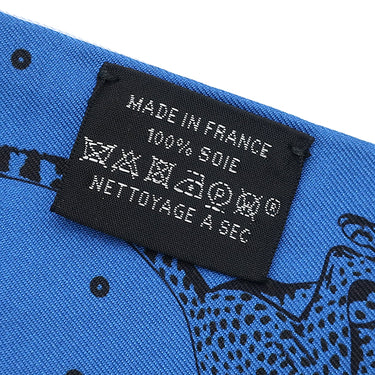 MADE IN FRANCE
100% SOIE
®
NETTOYAGE A SEC